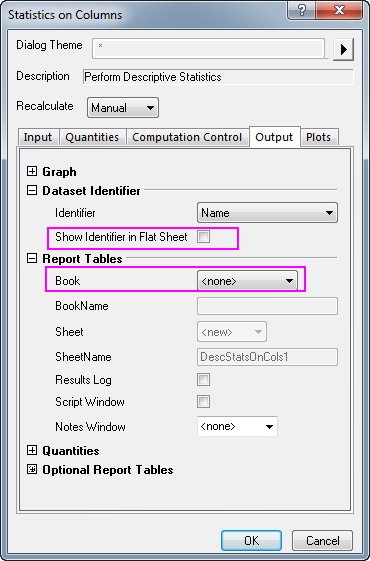 Statistics on Columns
Dialog Theme *
Description Perform Descriptive Statistics
Recalculate Manual
Input Quantities Computation Control Output Plots
Graph
Dataset Identifier
Identifier Name
Show Identifier in Flat Sheet
Report Tables
Book <none>
BookName
Sheet <new>
SheetName DescStatsOnCols1
Results Log
Script Window
Notes Window <none>
Quantities
Optional Report Tables
OK Cancel